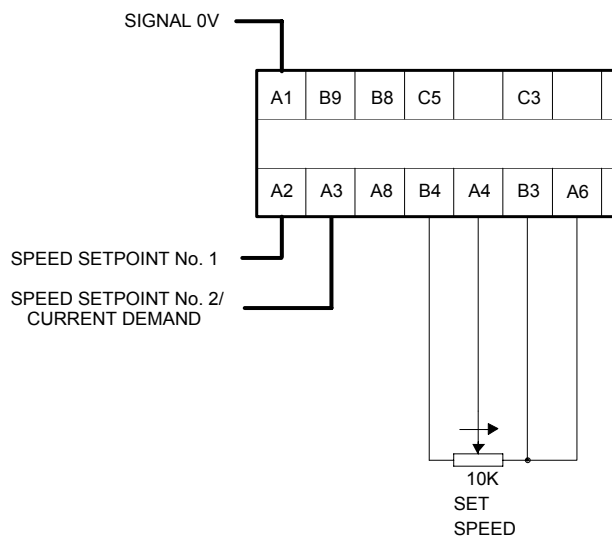 SIGNAL 0V
A1 B9 B8 C5 C3
A2 A3 A8 B4 A4 B3 A6
SPEED SETPOINT No. 1
SPEED SETPOINT No. 2/
CURRENT DEMAND
10K
SET
SPEED